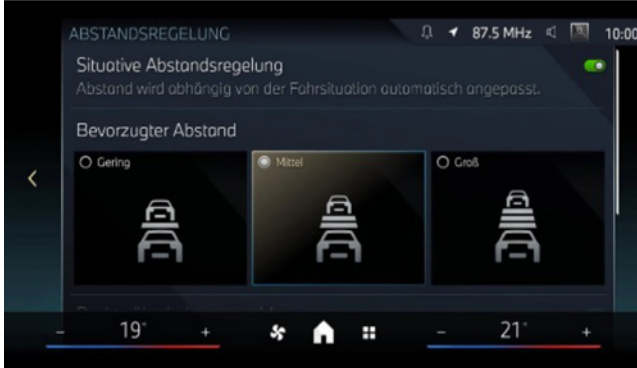 ABSTANDSREGELUNG
87.5 MHz
10:00
Situative Abstandsregelung
Abstand wird abhängig von der Fahrsituation automatisch angepasst.
Bevorzugter Abstand
Gering
Mittel
Groß
- 19° +
- 21° +